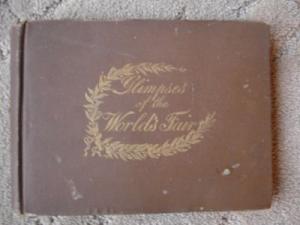 Glimpses
of the
World's Fair